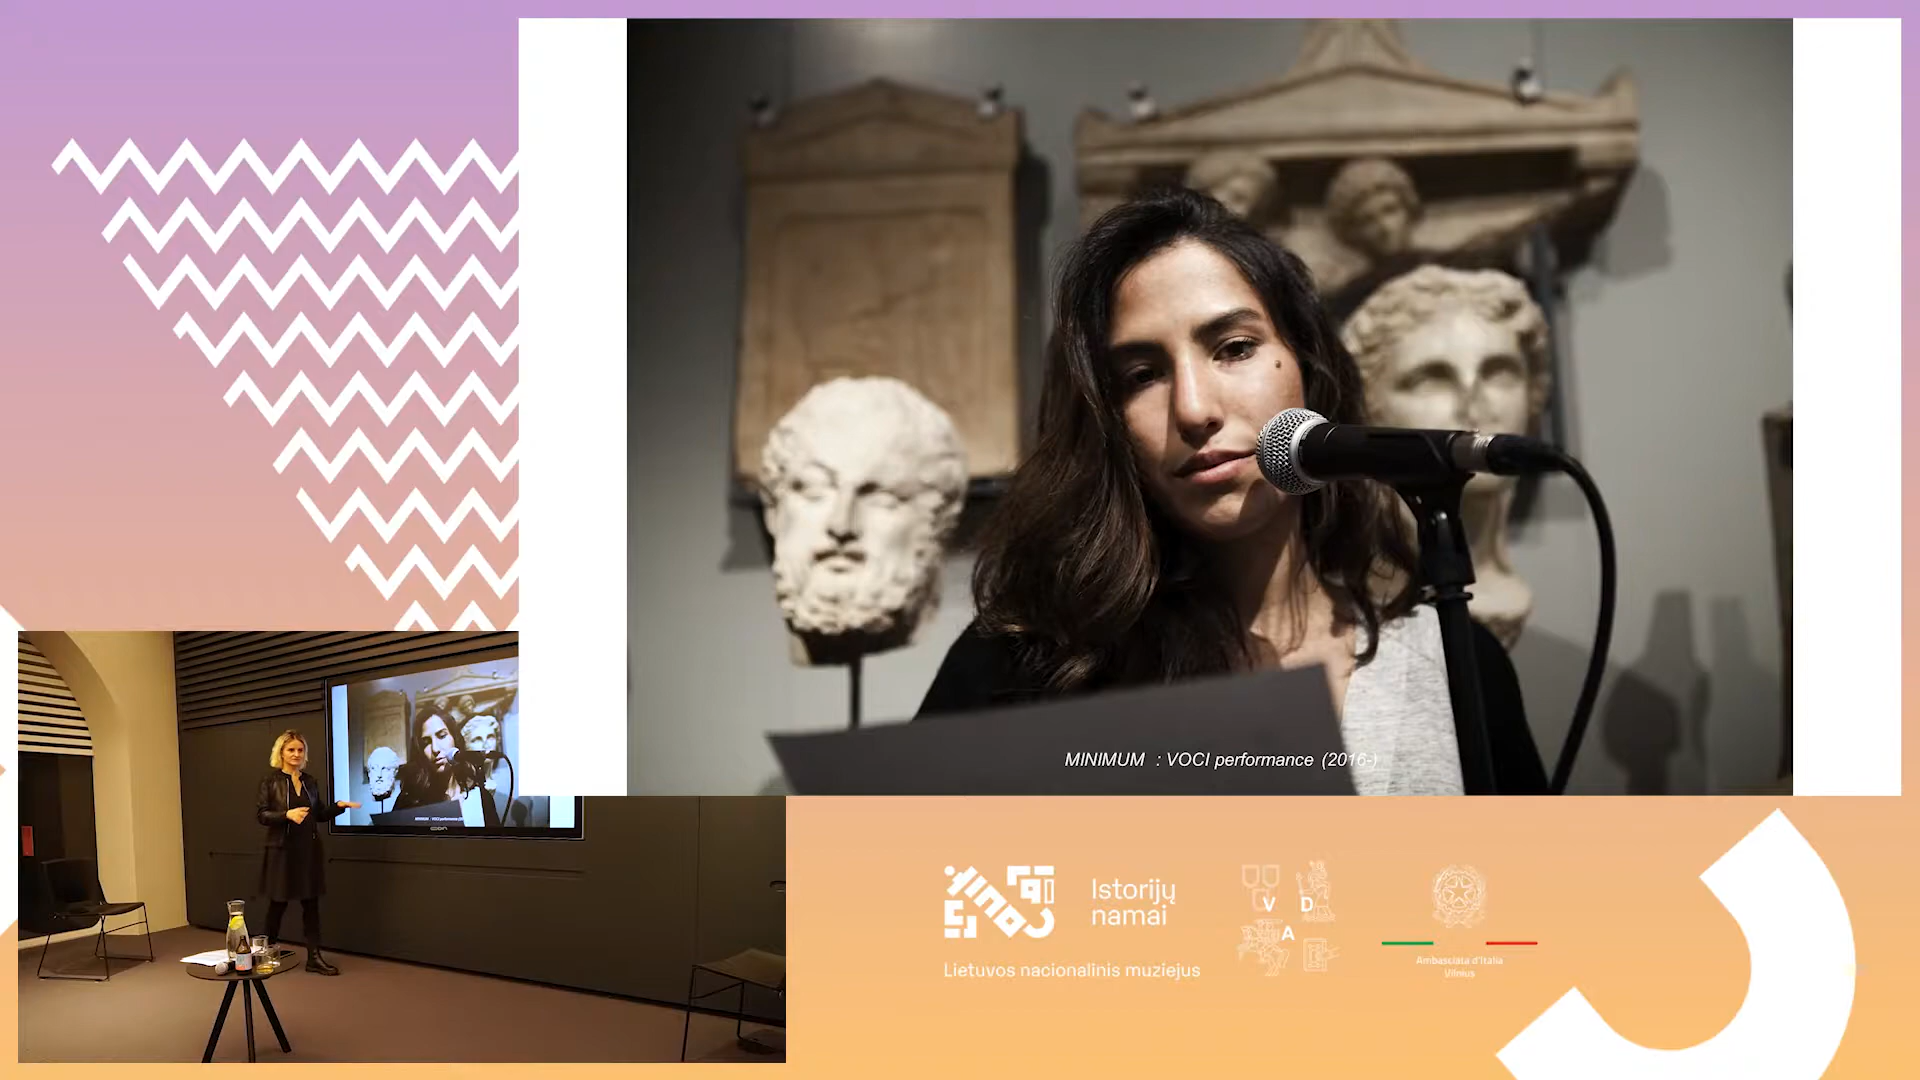 MINIMUM : VOCI performance (2016-)
Istorijų
namai
Lietuvos nacionalinis muziejus
V D
A
Ambasciata d'Italia
Vilnius